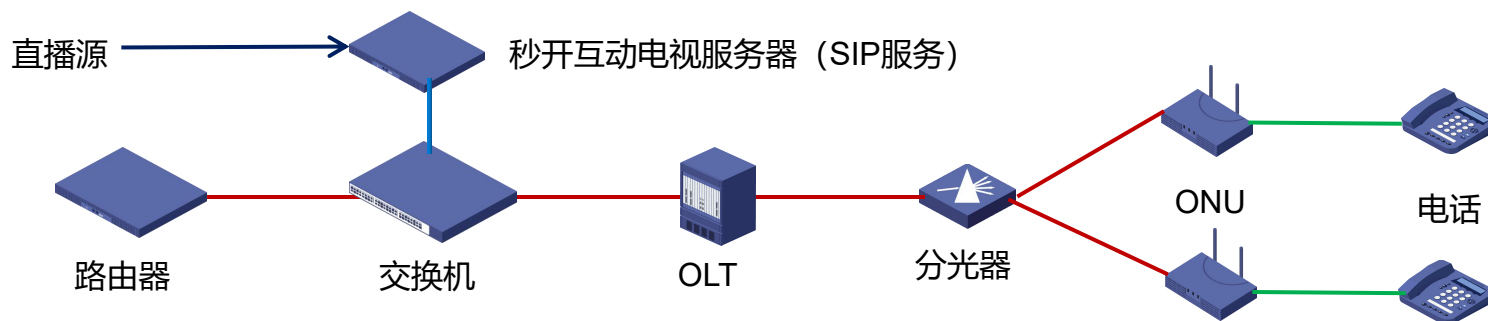 直播源
秒开互动电视服务器（SIP服务）
路由器
交换机
OLT
分光器
ONU
电话